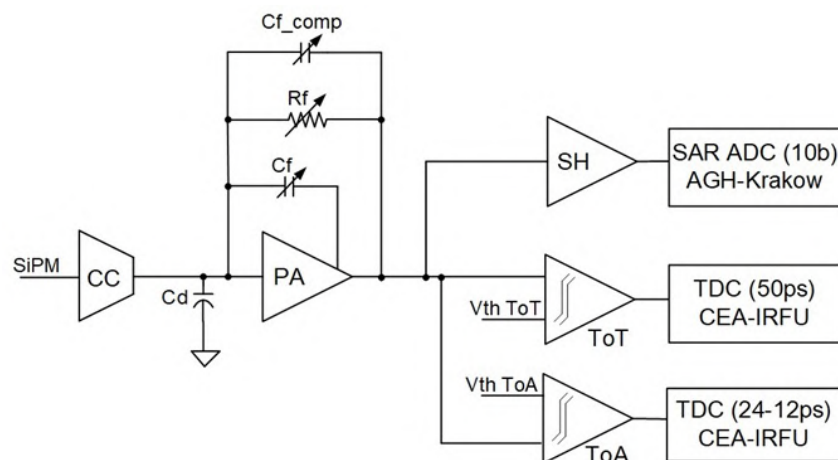 Cf_comp
Rf
Cf
SiPM
CC
Cd
PA
SH
SAR ADC (10b)
AGH-Krakow
Vth ToT
ToT
TDC (50ps)
CEA-IRFU
Vth ToA
ToA
TDC (24-12ps)
CEA-IRFU